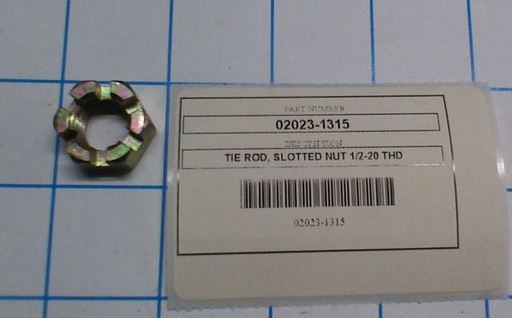 PART NUMBER
02023-1315
DESCRIPTION
TIE ROD, SLOTTED NUT 1/2-20 THD
02023-1315